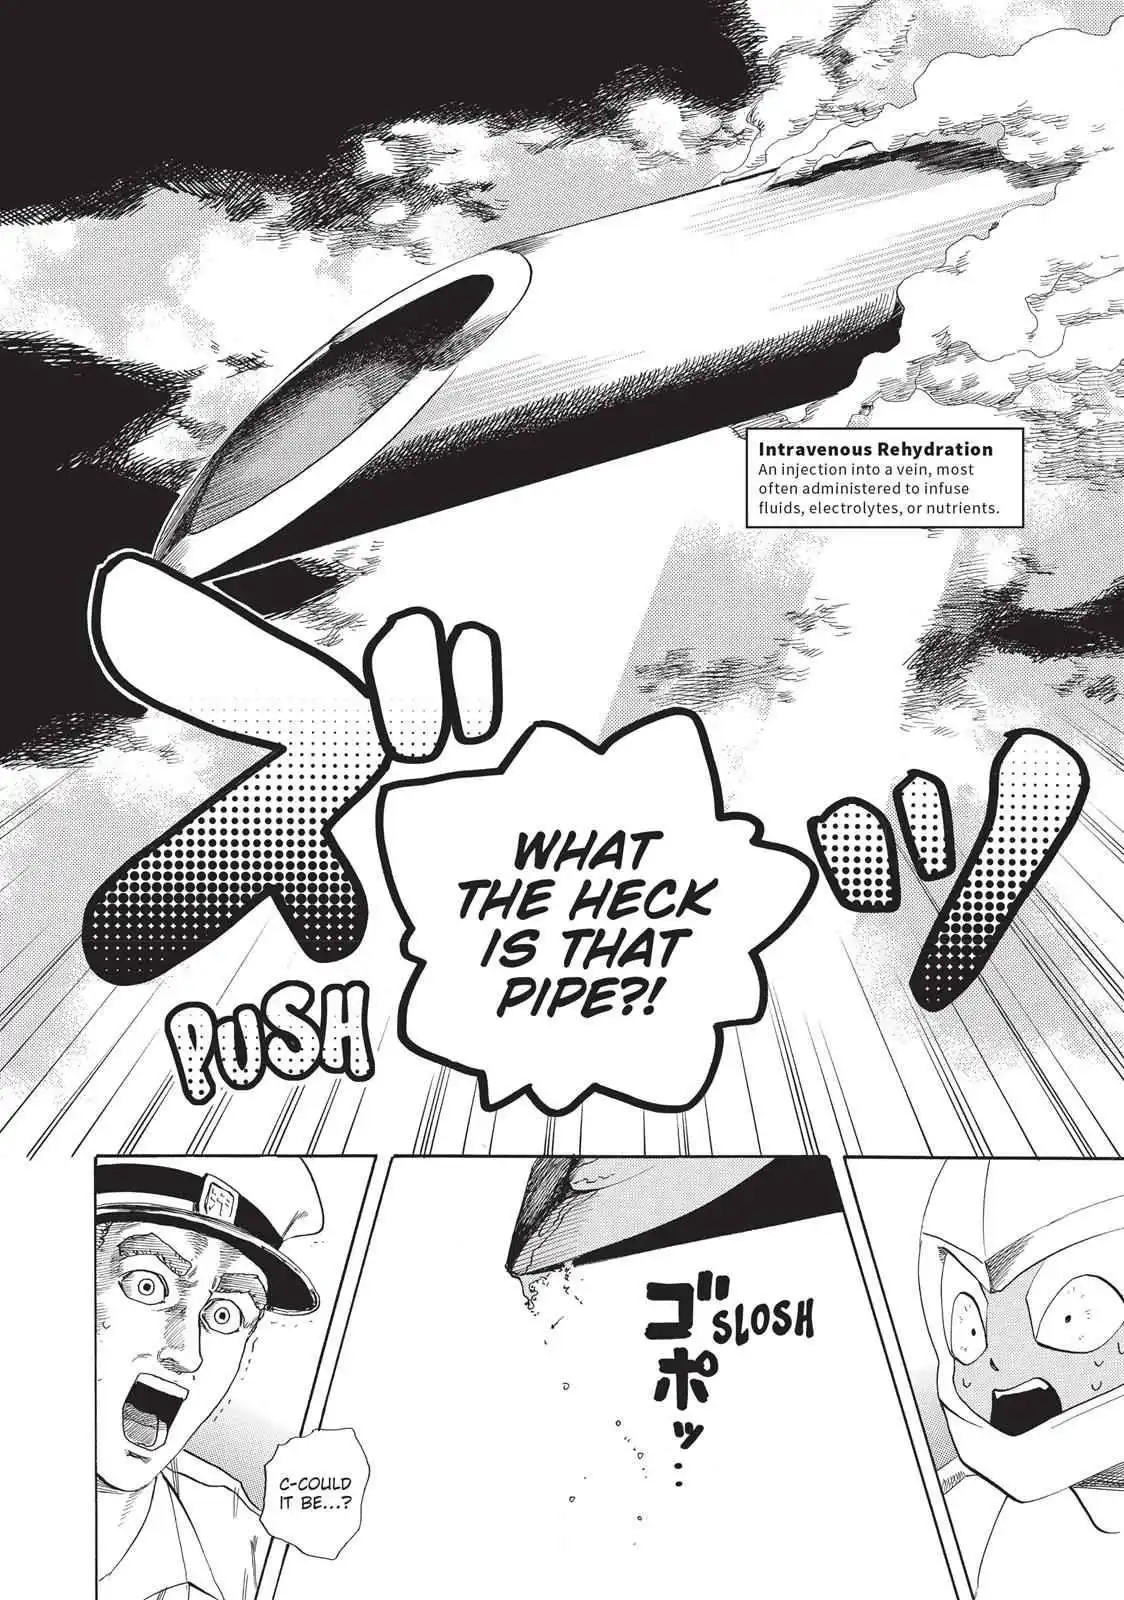 Intravenous Rehydration
An injection into a vein, most
often administered to infuse
fluids, electrolytes, or nutrients.
ズ
ガッ
WHAT
THE HECK
IS THAT
PIPE?!
PUSH
ゴポッ…
SLOSH
C-COULD
IT BE...?